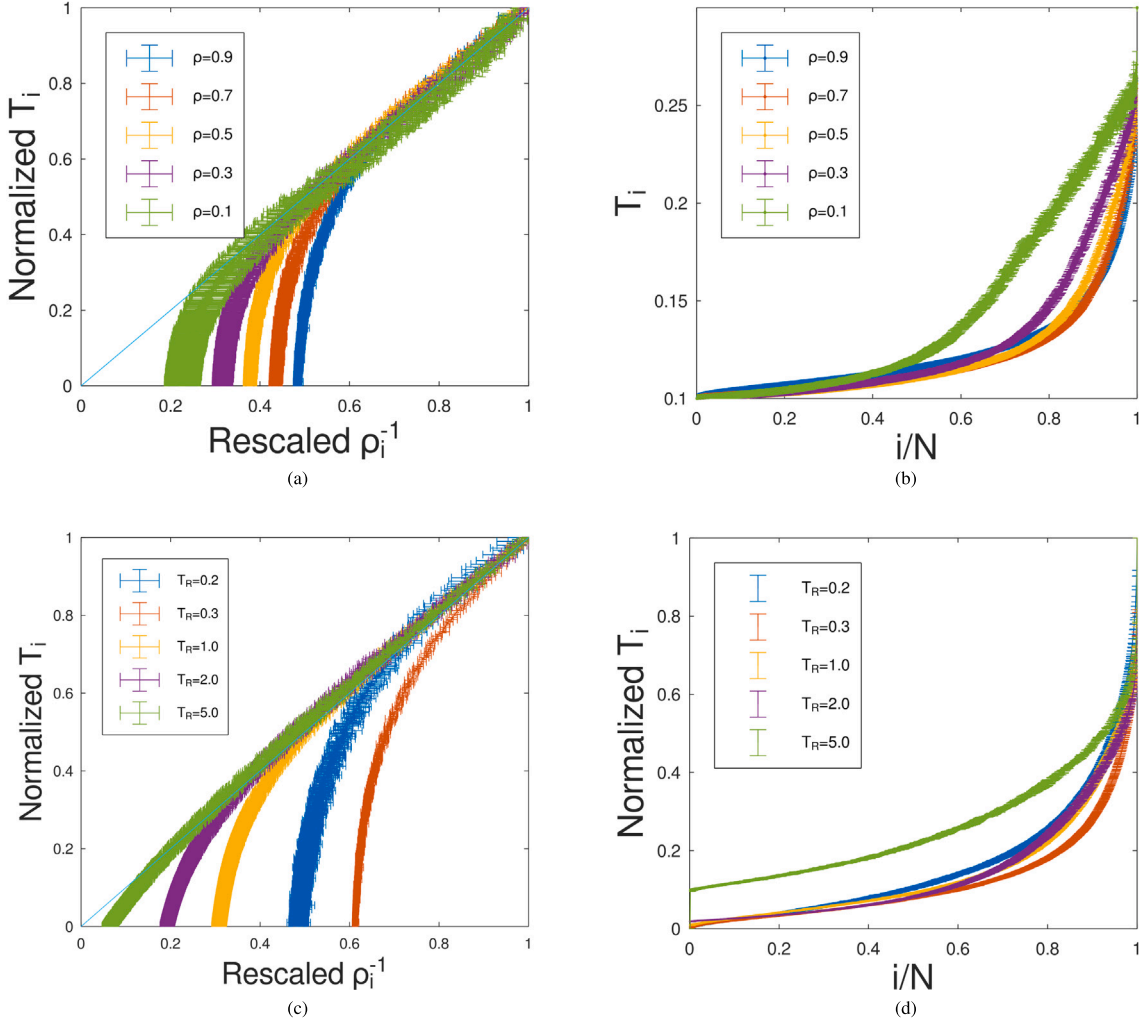 1
0.8
0.6
0.4
0.2
0
Normalized Tᵢ
ρ=0.9
ρ=0.7
ρ=0.5
ρ=0.3
ρ=0.1
0 0.2 0.4 0.6 0.8 1
Rescaled ρᵢ⁻¹
(a)
0.25
0.2
0.15
0.1
Tᵢ
ρ=0.9
ρ=0.7
ρ=0.5
ρ=0.3
ρ=0.1
0 0.2 0.4 0.6 0.8 1
i/N
(b)
1
0.8
0.6
0.4
0.2
0
Normalized Tᵢ
T_R=0.2
T_R=0.3
T_R=1.0
T_R=2.0
T_R=5.0
0 0.2 0.4 0.6 0.8 1
Rescaled ρᵢ⁻¹
(c)
1
0.8
0.6
0.4
0.2
0
Normalized Tᵢ
T_R=0.2
T_R=0.3
T_R=1.0
T_R=2.0
T_R=5.0
0 0.2 0.4 0.6 0.8 1
i/N
(d)